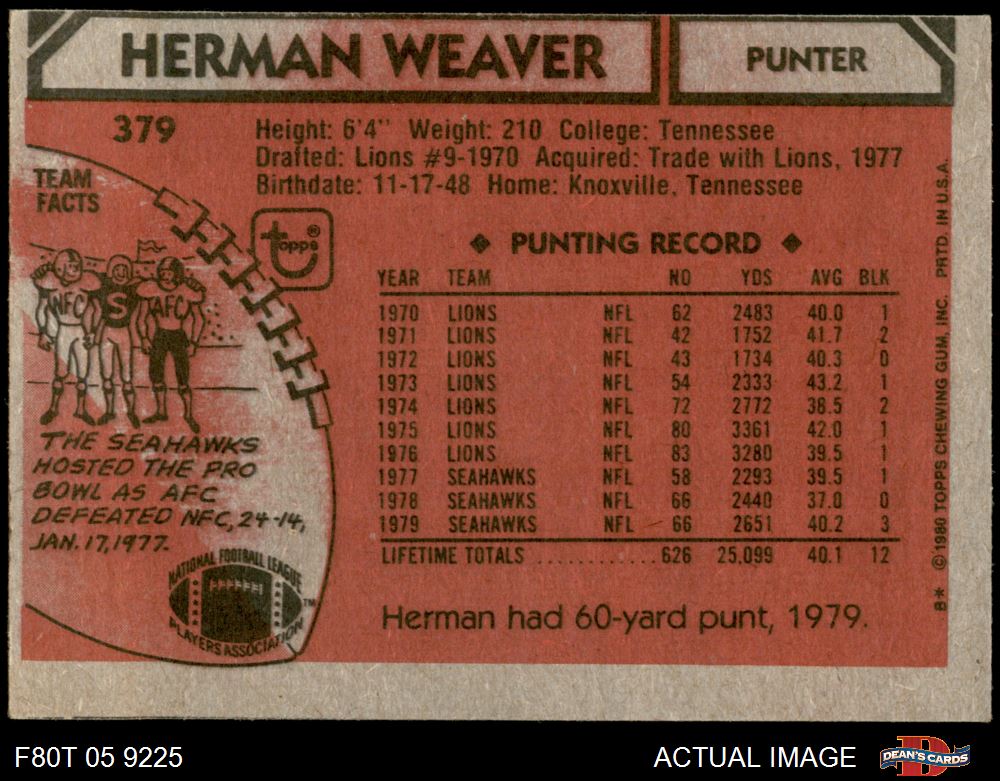 HERMAN WEAVER
PUNTER
379
Height: 6'4" Weight: 210 College: Tennessee
Drafted: Lions #9-1970 Acquired: Trade with Lions, 1977
Birthdate: 11-17-48 Home: Knoxville, Tennessee
TEAM
FACTS
topps®
NFC S AFC
THE SEAHAWKS
HOSTED THE PRO
BOWL AS AFC
DEFEATED NFC, 24-14,
JAN. 17, 1977.
NATIONAL FOOTBALL LEAGUE
PLAYERS ASSOCIATION
TM
◆ PUNTING RECORD ◆
YEAR TEAM NO YDS AVG BLK
1970 LIONS NFL 62 2483 40.0 1
1971 LIONS NFL 42 1752 41.7 2
1972 LIONS NFL 43 1734 40.3 0
1973 LIONS NFL 54 2333 43.2 1
1974 LIONS NFL 72 2772 38.5 2
1975 LIONS NFL 80 3361 42.0 1
1976 LIONS NFL 83 3280 39.5 1
1977 SEAHAWKS NFL 58 2293 39.5 1
1978 SEAHAWKS NFL 66 2440 37.0 0
1979 SEAHAWKS NFL 66 2651 40.2 3
LIFETIME TOTALS ............ 626 25,099 40.1 12
Herman had 60-yard punt, 1979.
B* © 1980 TOPPS CHEWING GUM, INC. PRTD. IN U.S.A.
F80T 05 9225
ACTUAL IMAGE
DEAN'S CARDS